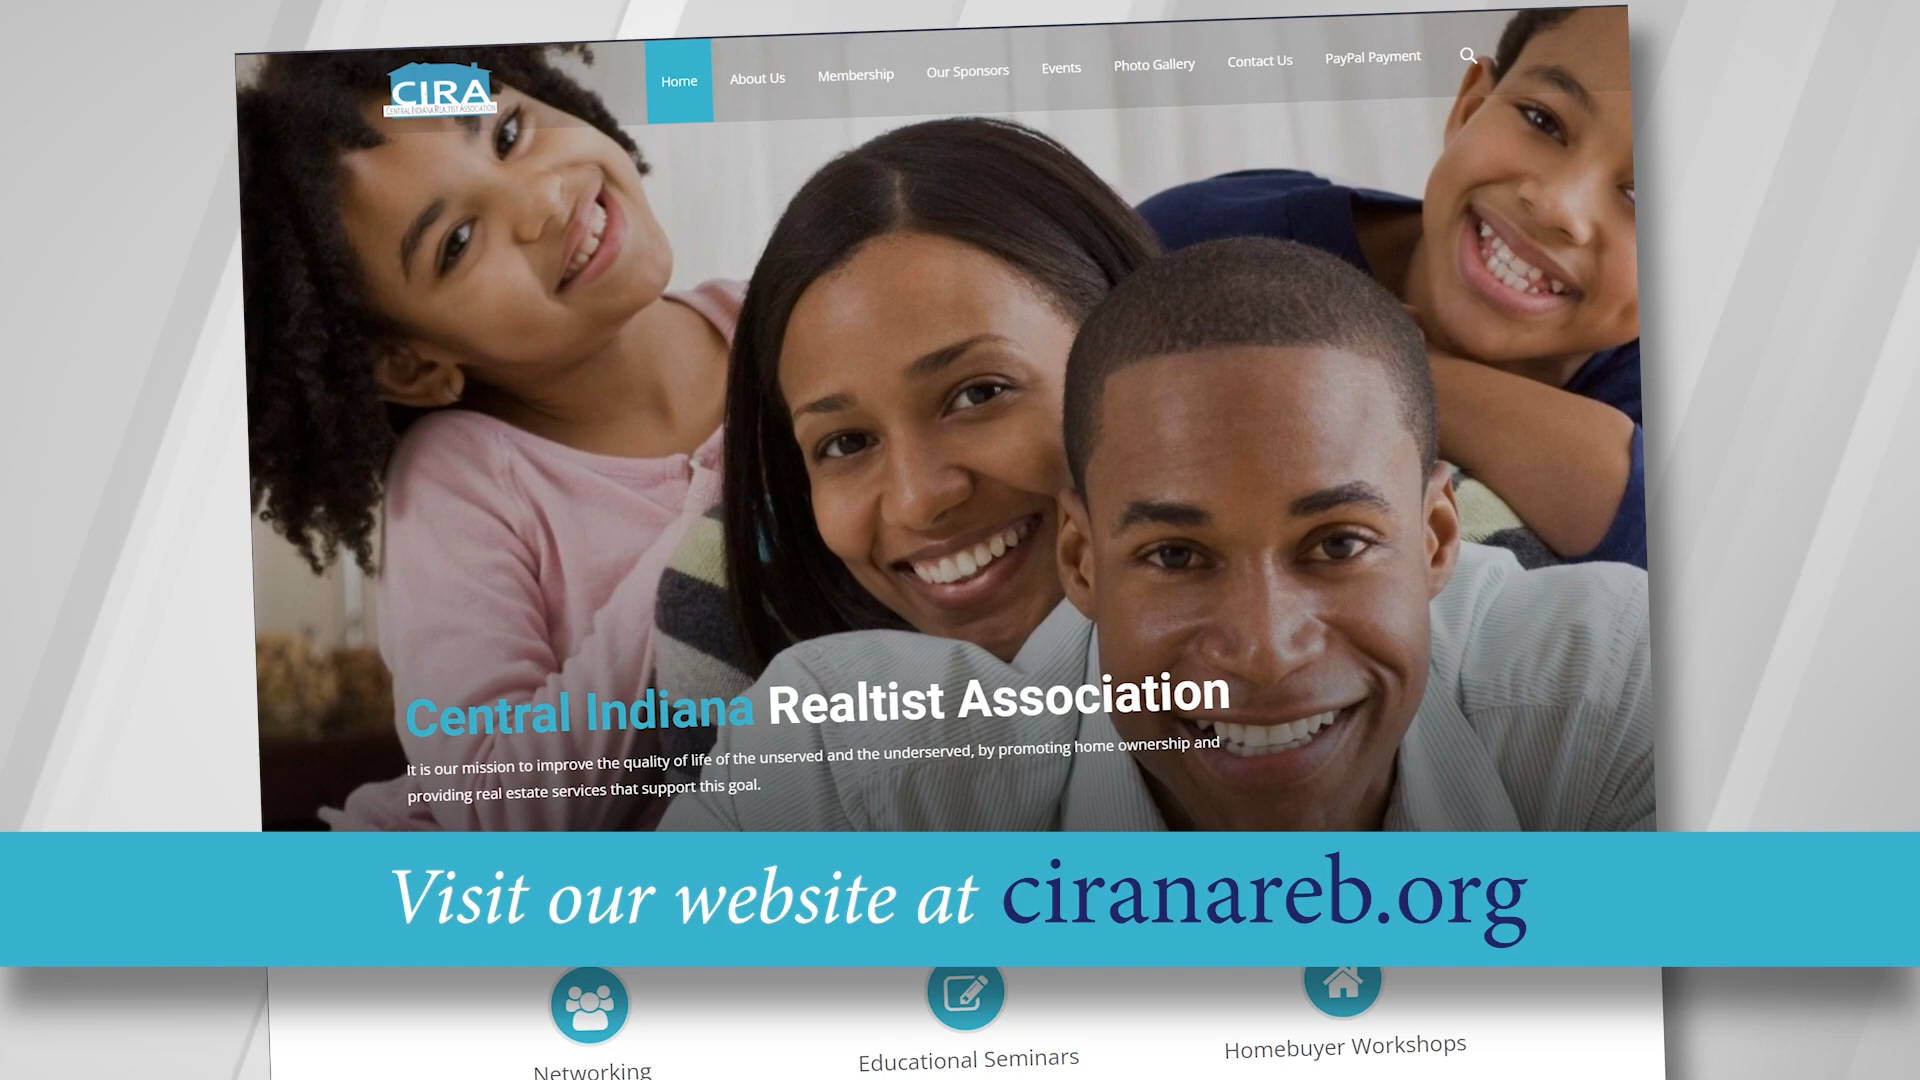 CIRA
CENTRAL INDIANA REALTIST ASSOCIATION
Home About Us Membership Our Sponsors Events Photo Gallery Contact Us PayPal Payment
Central Indiana Realtist Association
It is our mission to improve the quality of life of the unserved and the underserved, by promoting home ownership and
providing real estate services that support this goal.
Visit our website at ciranareb.org
Networking
Educational Seminars
Homebuyer Workshops